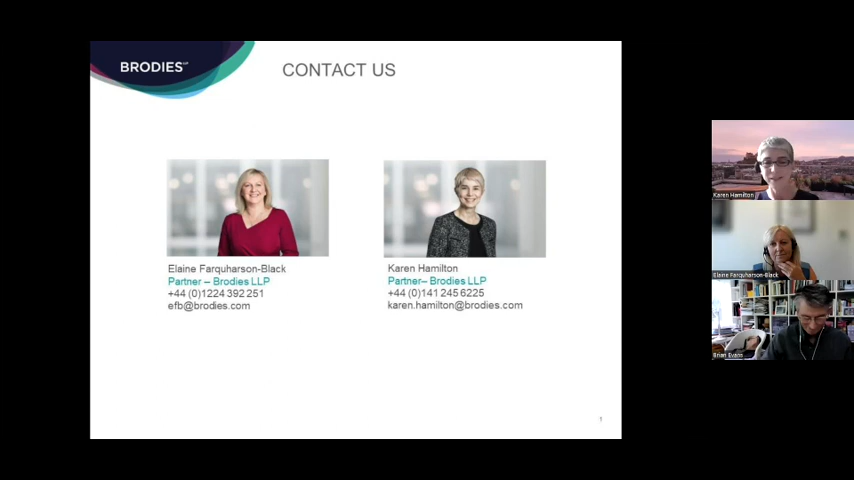 BRODIES LLP
CONTACT US
Elaine Farquharson-Black
Partner – Brodies LLP
+44 (0)1224 392 251
efb@brodies.com
Karen Hamilton
Partner– Brodies LLP
+44 (0)141 245 6225
karen.hamilton@brodies.com
1
Karen Hamilton
Elaine Farquharson-Black
Brian Evans